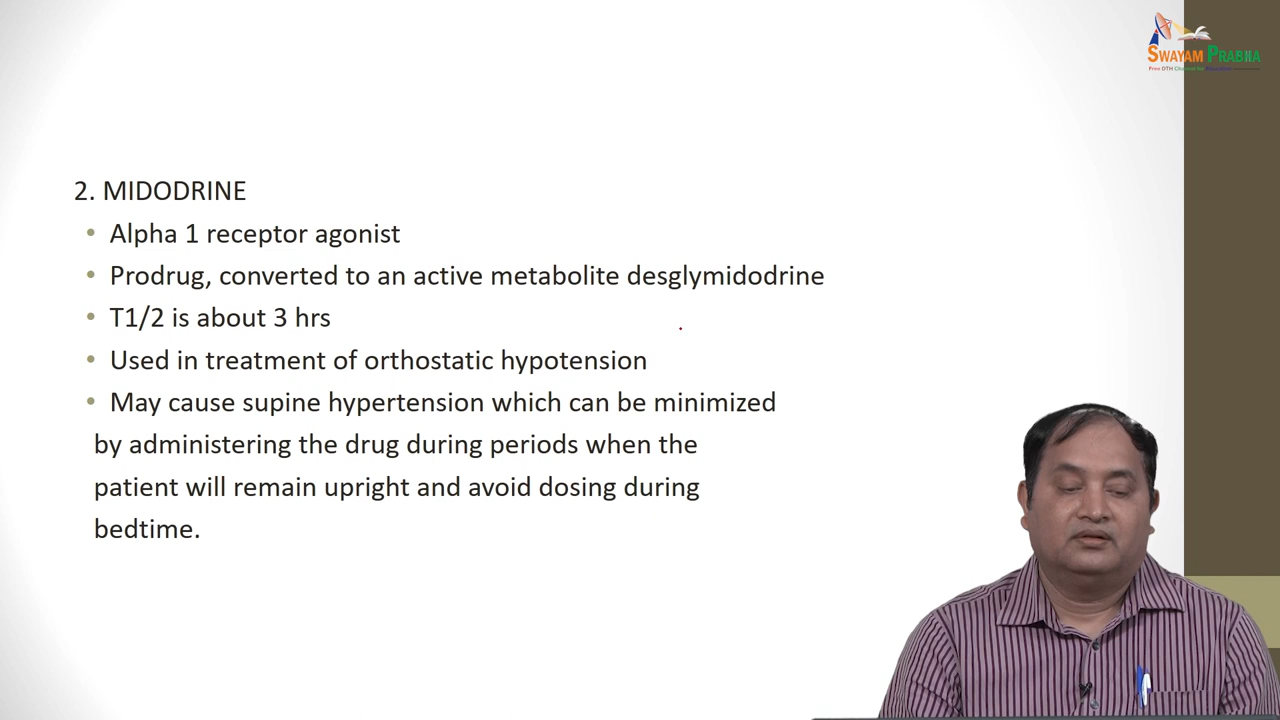 SWAYAM PRABHA
2. MIDODRINE
• Alpha 1 receptor agonist
• Prodrug, converted to an active metabolite desglymidodrine
• T1/2 is about 3 hrs
• Used in treatment of orthostatic hypotension
• May cause supine hypertension which can be minimized
by administering the drug during periods when the
patient will remain upright and avoid dosing during
bedtime.